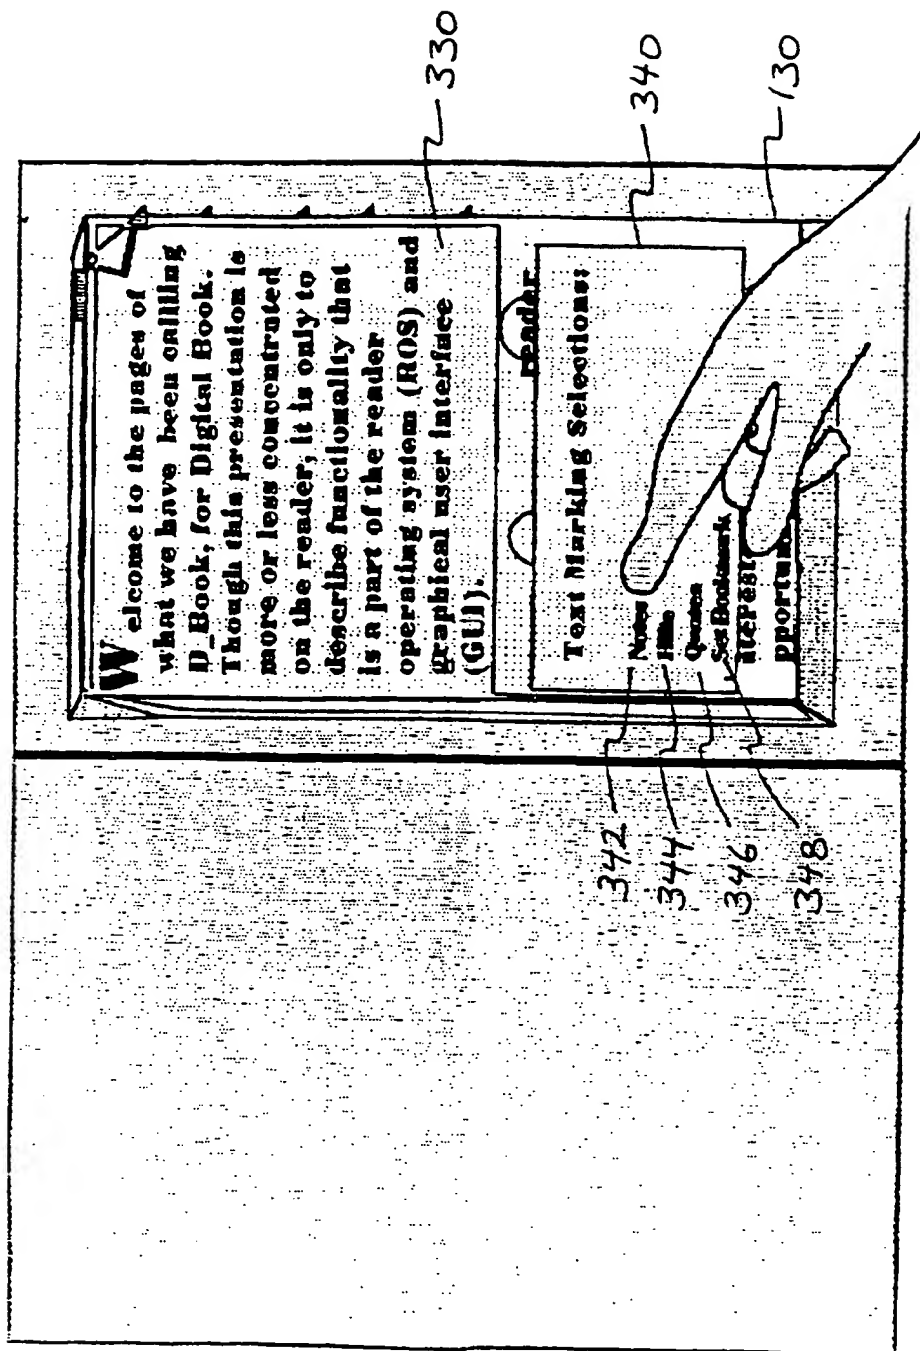 Welcome to the pages of
what we have been calling
D_Book, for Digital Book.
Though this presentation is
more or less concentrated
on the reader, it is only to
describe functionality that
is a part of the reader
operating system (ROS) and
graphical user interface
(GUI).
reader
Text Marking Selections:
Notes
Hilite
Quotes
Set Bookmark
nterest
pportun
330
340
130
342
344
346
348